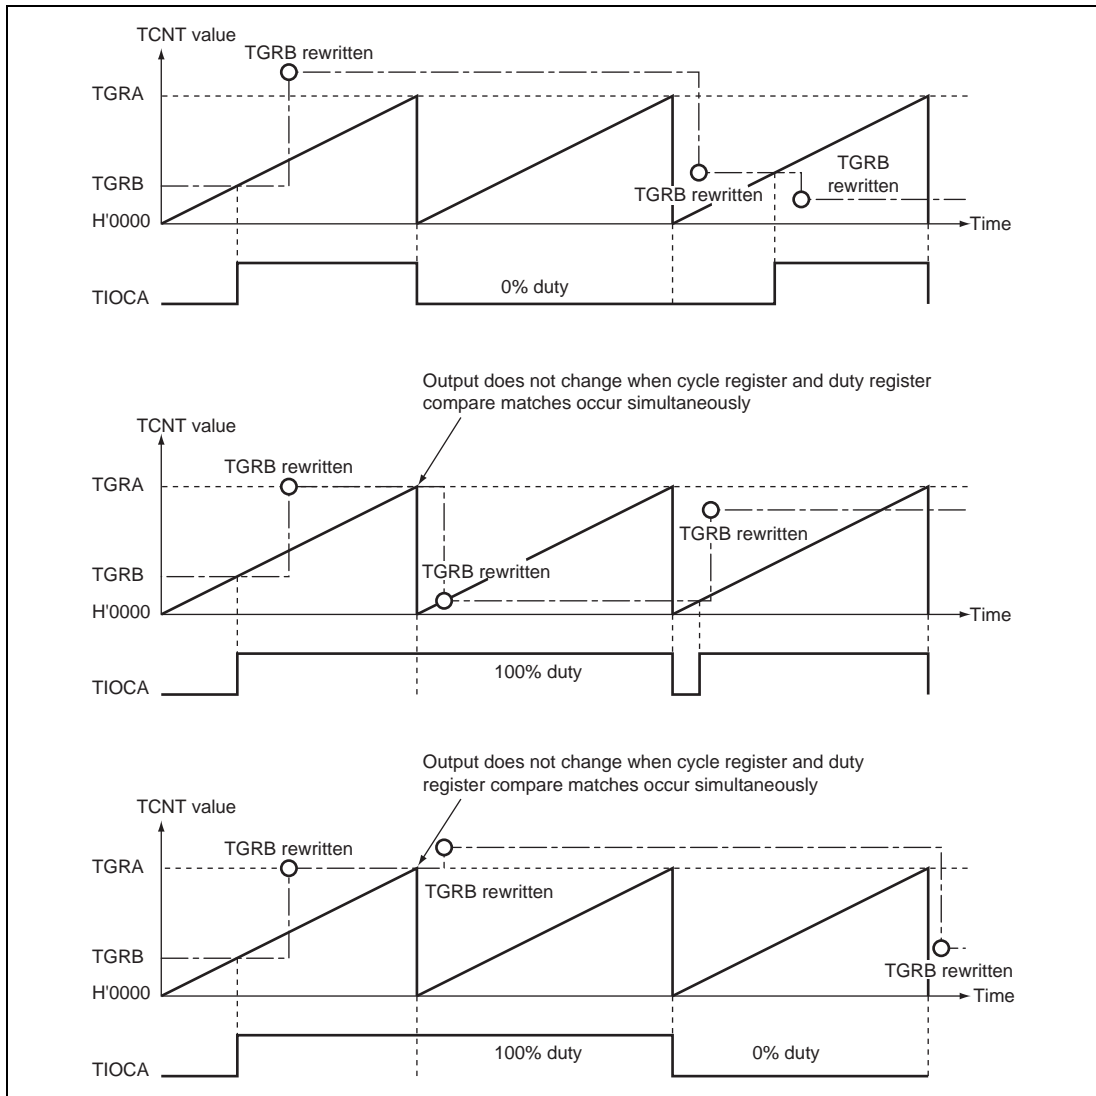 TCNT value
TGRB rewritten
TGRA
TGRB
rewritten
TGRB
TGRB rewritten
H'0000
Time
TIOCA
0% duty
Output does not change when cycle register and duty register
compare matches occur simultaneously
TCNT value
TGRB rewritten
TGRA
TGRB rewritten
TGRB
TGRB rewritten
H'0000
Time
TIOCA
100% duty
Output does not change when cycle register and duty
register compare matches occur simultaneously
TCNT value
TGRB rewritten
TGRA
TGRB rewritten
TGRB
TGRB rewritten
H'0000
Time
TIOCA
100% duty
0% duty